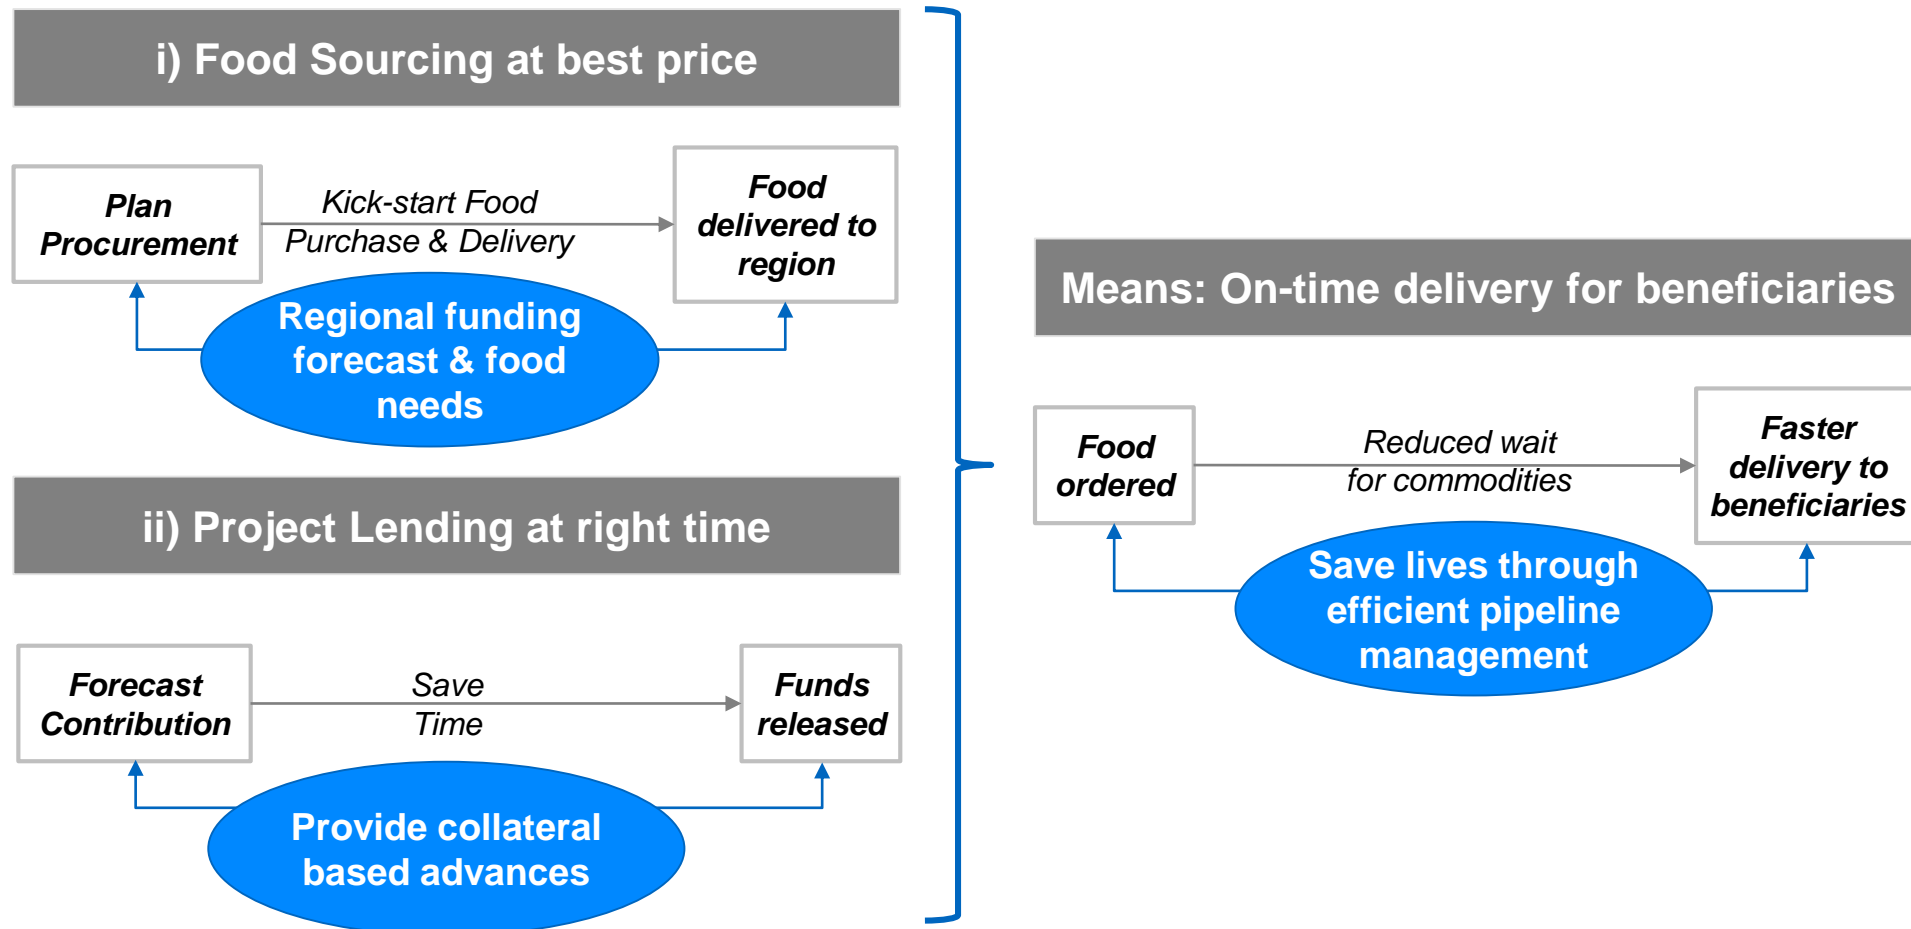 i) Food Sourcing at best price
Plan
Procurement
Kick-start Food
Purchase & Delivery
Food
delivered to
region
Regional funding
forecast & food
needs
ii) Project Lending at right time
Forecast
Contribution
Save
Time
Funds
released
Provide collateral
based advances
Means: On-time delivery for beneficiaries
Food
ordered
Reduced wait
for commodities
Faster
delivery to
beneficiaries
Save lives through
efficient pipeline
management